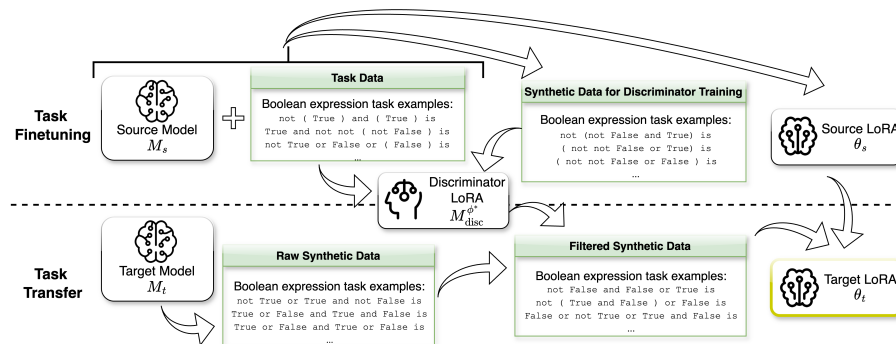 Task Finetuning
Source Model
M_s
Task Data
Boolean expression task examples:
not ( True ) and ( True ) is
True and not not ( not False ) is
not True or False or ( False ) is
...
Synthetic Data for Discriminator Training
Boolean expression task examples:
not (not False and True) is
( not not False or True) is
( not not False or False ) is
...
Source LoRA
θ_s
Discriminator
LoRA
M_disc^ϕ*
Task Transfer
Target Model
M_t
Raw Synthetic Data
Boolean expression task examples:
not True or True and not False is
True or False and True and False is
True or False and True or False is
...
Filtered Synthetic Data
Boolean expression task examples:
not False and False or True is
not ( True and False ) or False is
False or not True or True and False is
...
Target LoRA
θ_t